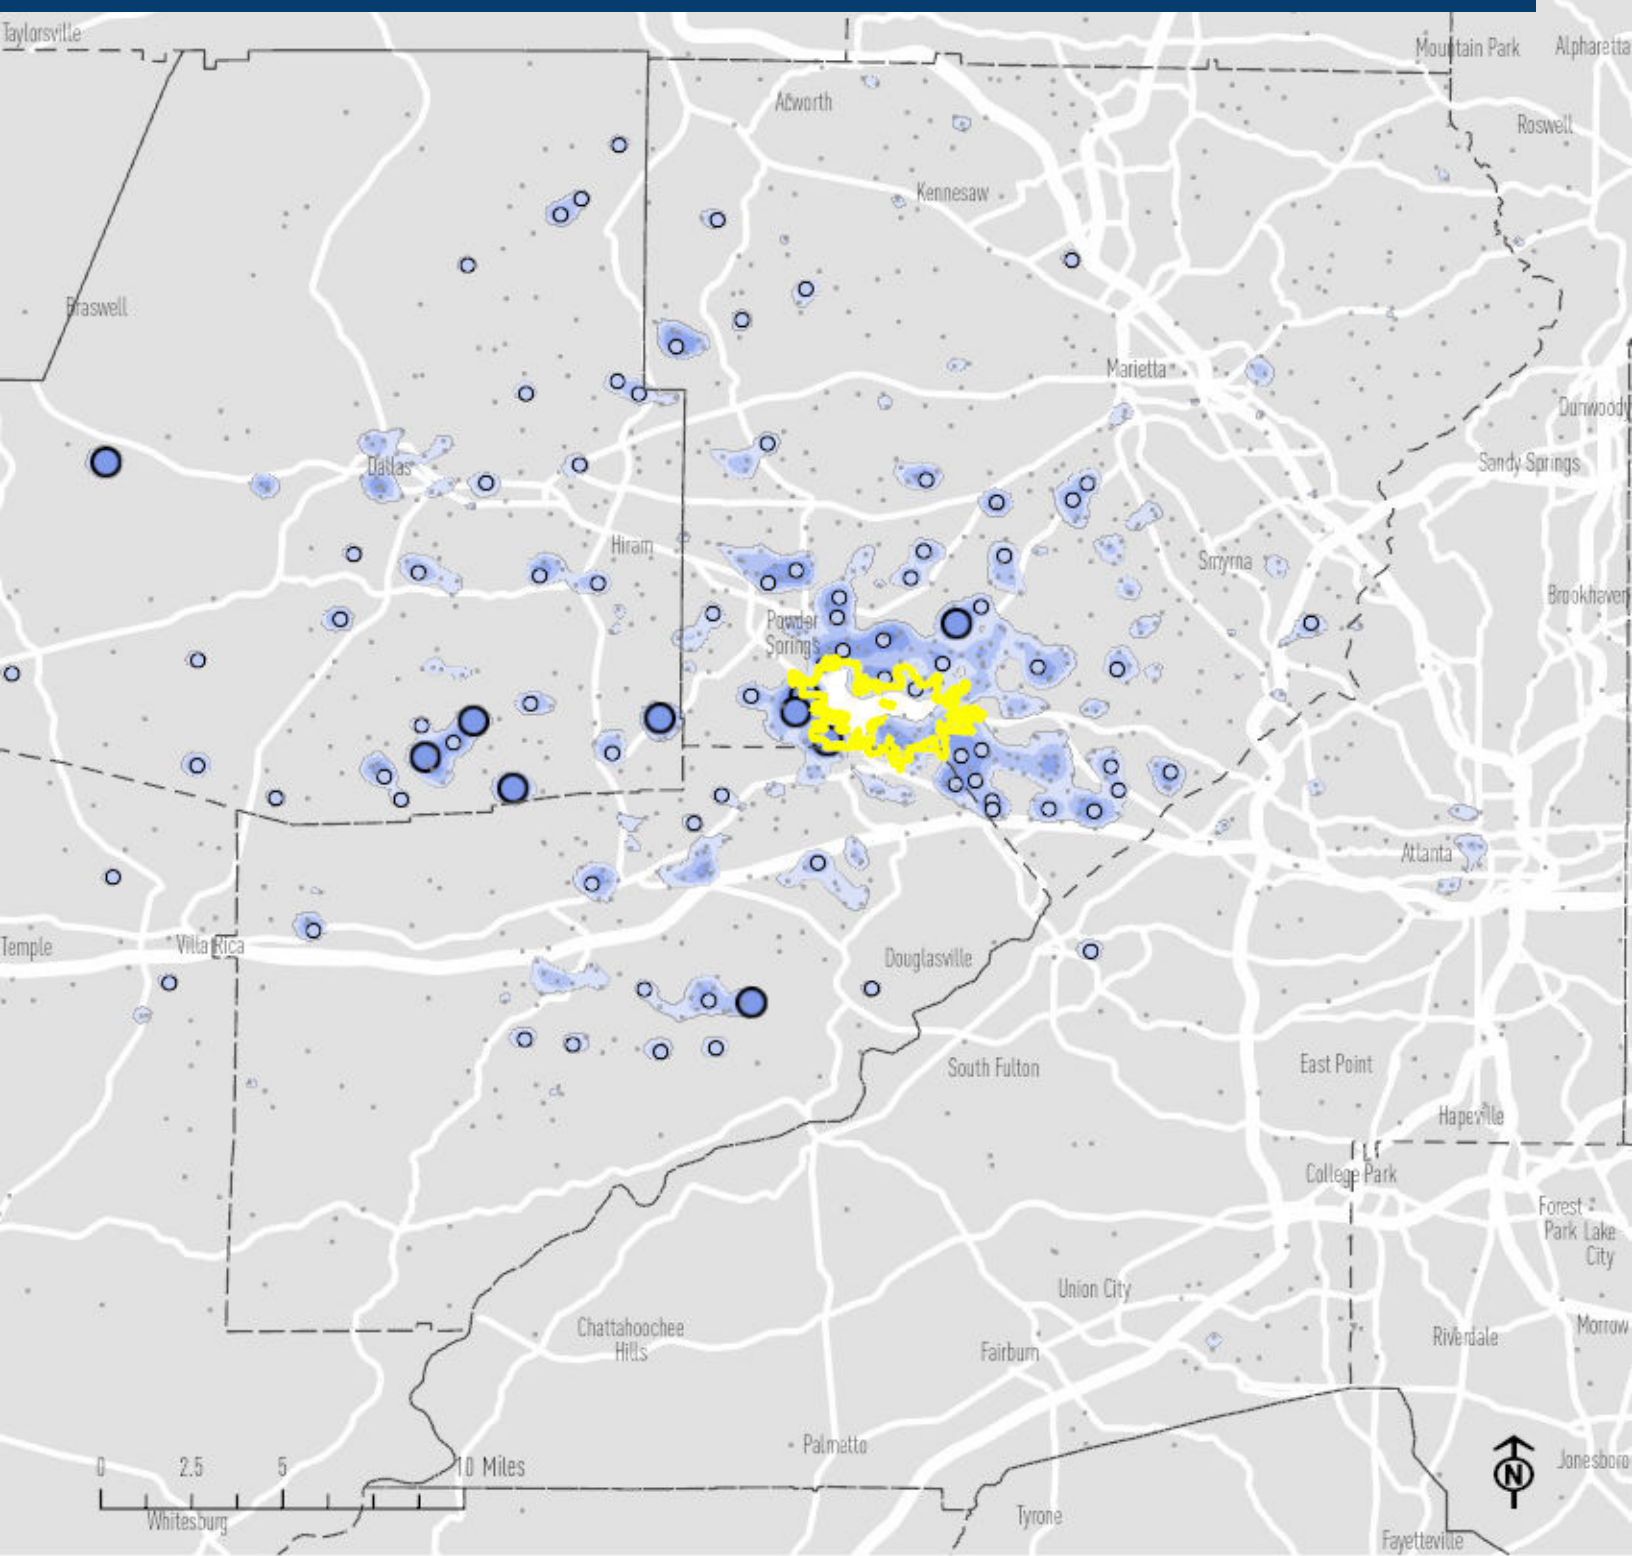 Taylorsville
Mountain Park
Alpharetta
Acworth
Roswell
Kennesaw
Braswell
Marietta
Dunwoody
Dallas
Sandy Springs
Hiram
Smyrna
Brookhaven
Powder
Springs
Atlanta
Temple
Villa Rica
Douglasville
South Fulton
East Point
Hapeville
College Park
Forest
Park Lake
City
Union City
Chattahoochee
Hills
Fairburn
Riverdale
Morrow
Palmetto
0 2.5 5 10 Miles
N
Jonesboro
Whitesburg
Tyrone
Fayetteville